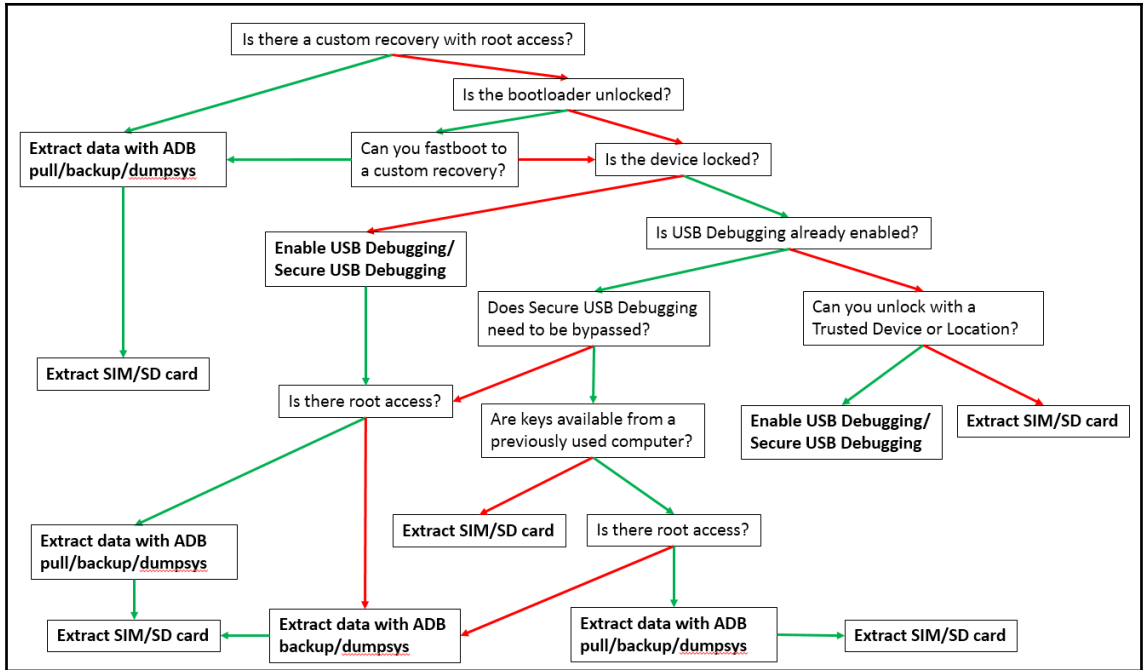 Is there a custom recovery with root access?
Is the bootloader unlocked?
Extract data with ADB
pull/backup/dumpsys
Can you fastboot to
a custom recovery?
Is the device locked?
Is USB Debugging already enabled?
Enable USB Debugging/
Secure USB Debugging
Does Secure USB Debugging
need to be bypassed?
Can you unlock with a
Trusted Device or Location?
Extract SIM/SD card
Is there root access?
Are keys available from a
previously used computer?
Enable USB Debugging/
Secure USB Debugging
Extract SIM/SD card
Extract SIM/SD card
Is there root access?
Extract data with ADB
pull/backup/dumpsys
Extract SIM/SD card
Extract data with ADB
backup/dumpsys
Extract data with ADB
pull/backup/dumpsys
Extract SIM/SD card